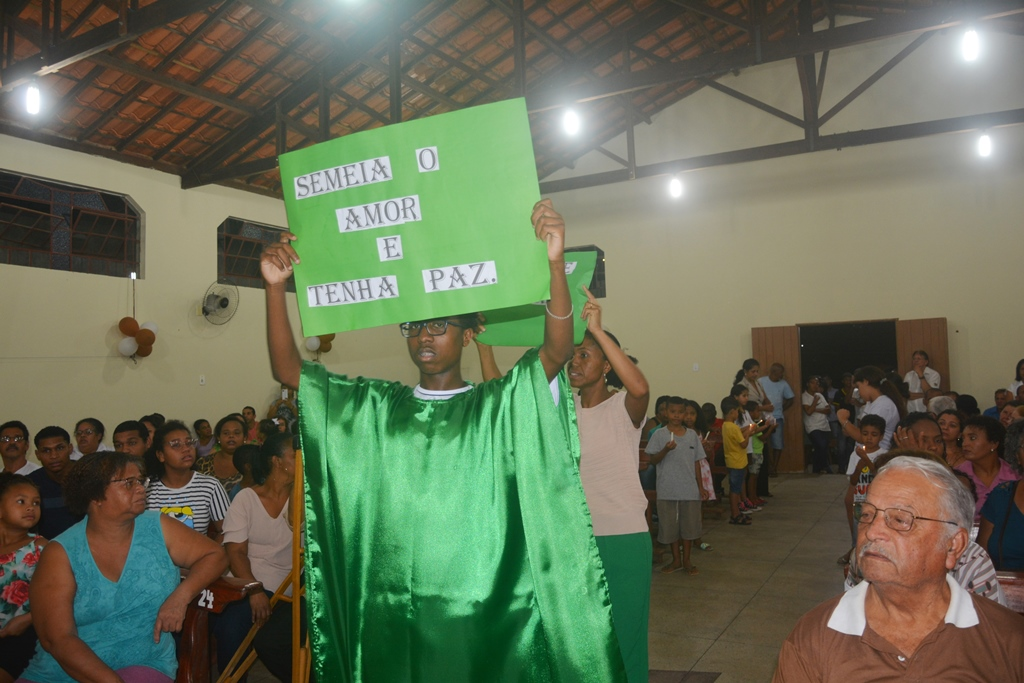 SEMEIA O
AMOR
E
TENHA PAZ.
24